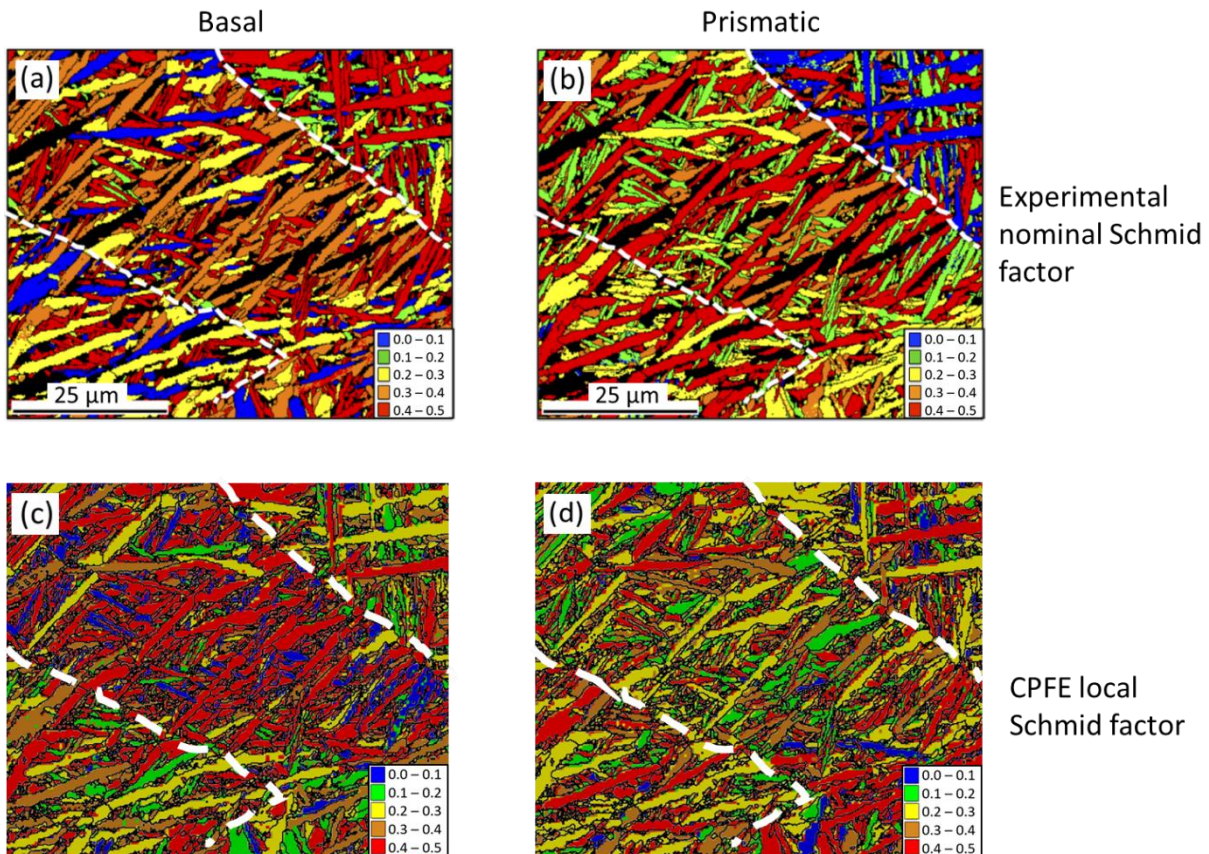 Basal
Prismatic
(a)
(b)
Experimental
nominal Schmid
factor
0.0 – 0.1
0.1 – 0.2
0.2 – 0.3
0.3 – 0.4
0.4 – 0.5
25 µm
0.0 – 0.1
0.1 – 0.2
0.2 – 0.3
0.3 – 0.4
0.4 – 0.5
25 µm
(c)
(d)
CPFE local
Schmid factor
0.0 – 0.1
0.1 – 0.2
0.2 – 0.3
0.3 – 0.4
0.4 – 0.5
0.0 – 0.1
0.1 – 0.2
0.2 – 0.3
0.3 – 0.4
0.4 – 0.5